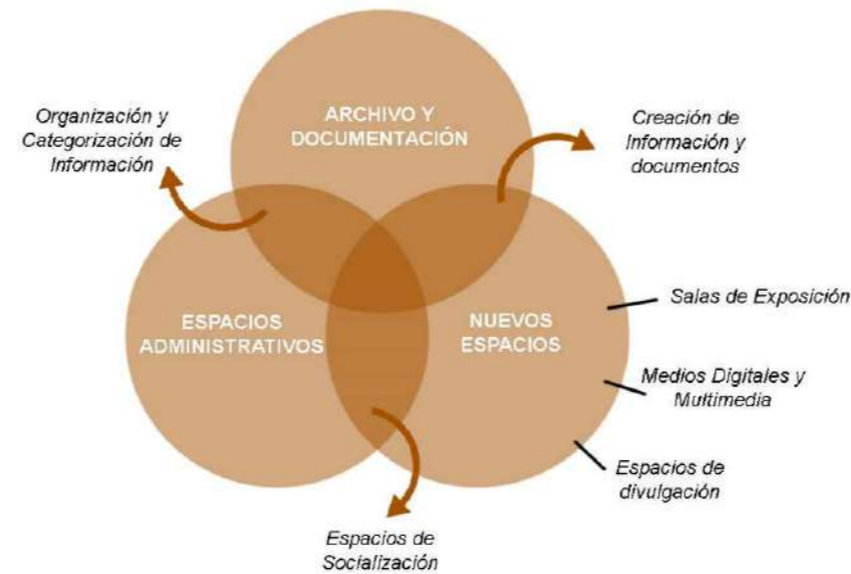 ARCHIVO Y
DOCUMENTACIÓN
Organización y
Categorización de
Información
Creación de
Información y
documentos
ESPACIOS
ADMINISTRATIVOS
NUEVOS
ESPACIOS
Salas de Exposición
Medios Digitales y
Multimedia
Espacios de
divulgación
Espacios de
Socialización